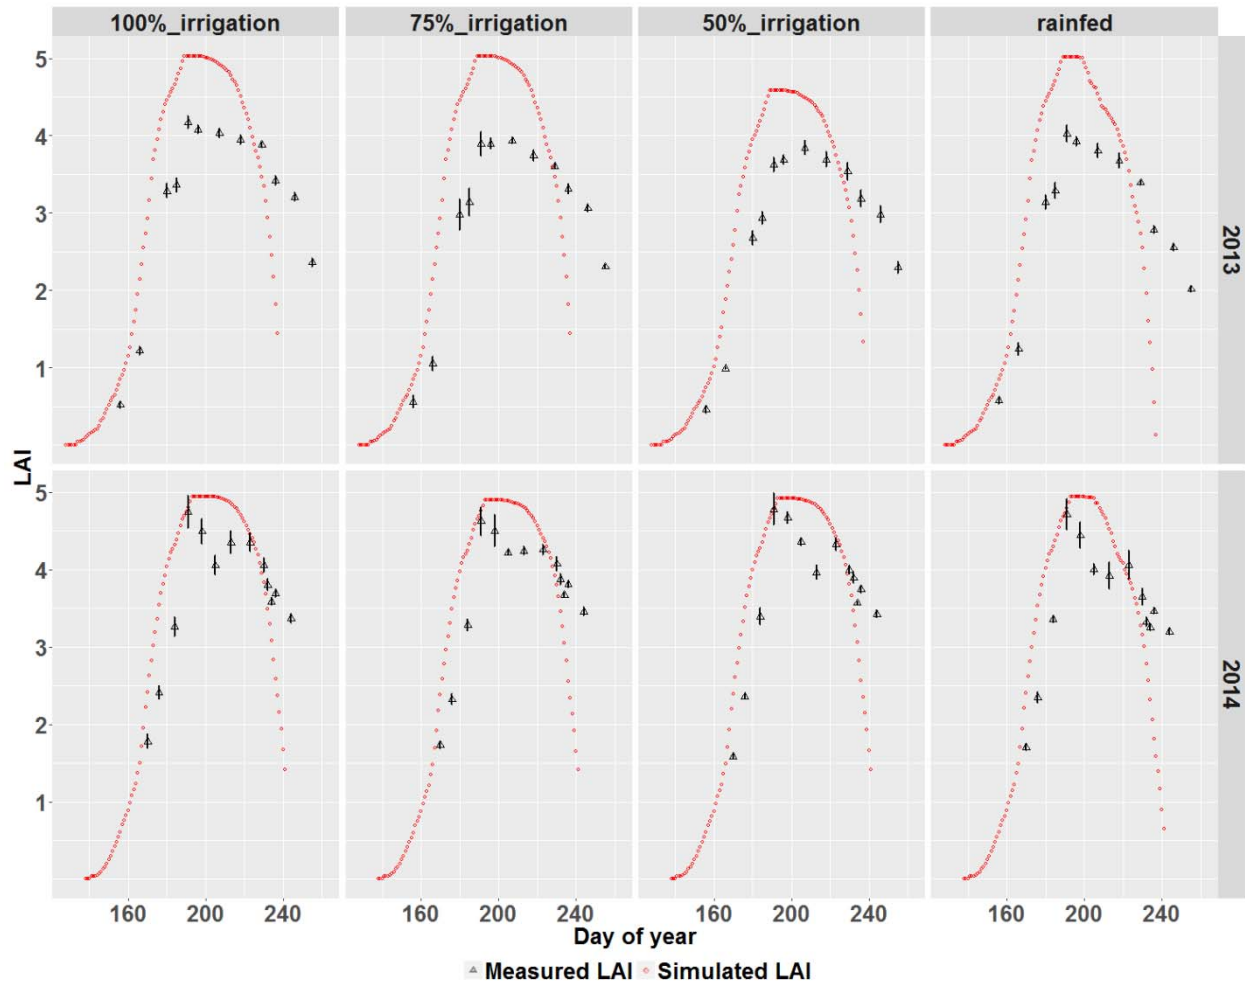 100%_irrigation 75%_irrigation 50%_irrigation rainfed
5
4
3
2
1
2013
LAI
5
4
3
2
1
2014
160 200 240 160 200 240 160 200 240 160 200 240
Day of year
Measured LAI Simulated LAI